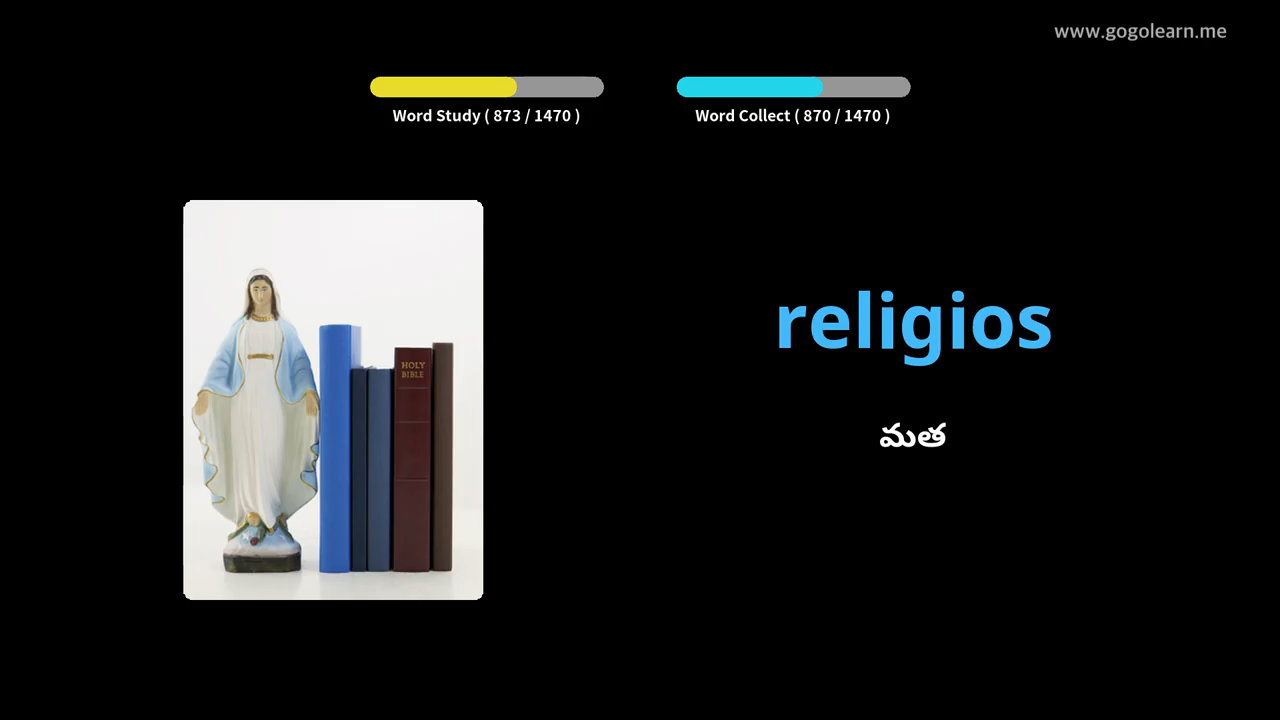 www.gogolearn.me
Word Study ( 873 / 1470 )
Word Collect ( 870 / 1470 )
HOLY
BIBLE
religios
మత